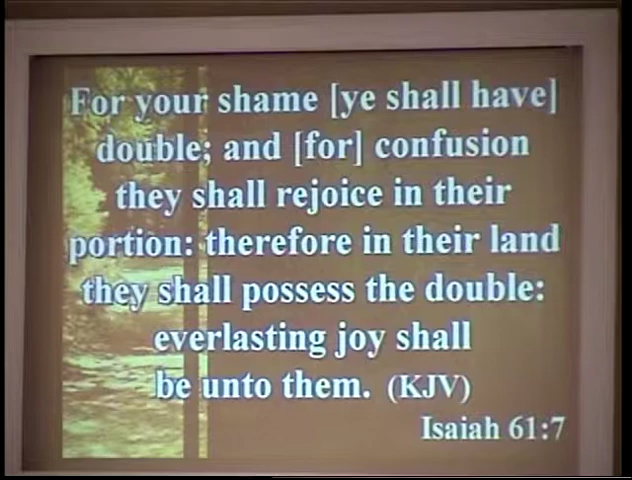 For your shame [ye shall have]
double; and [for] confusion
they shall rejoice in their
portion: therefore in their land
they shall possess the double:
everlasting joy shall
be unto them. (KJV)
Isaiah 61:7